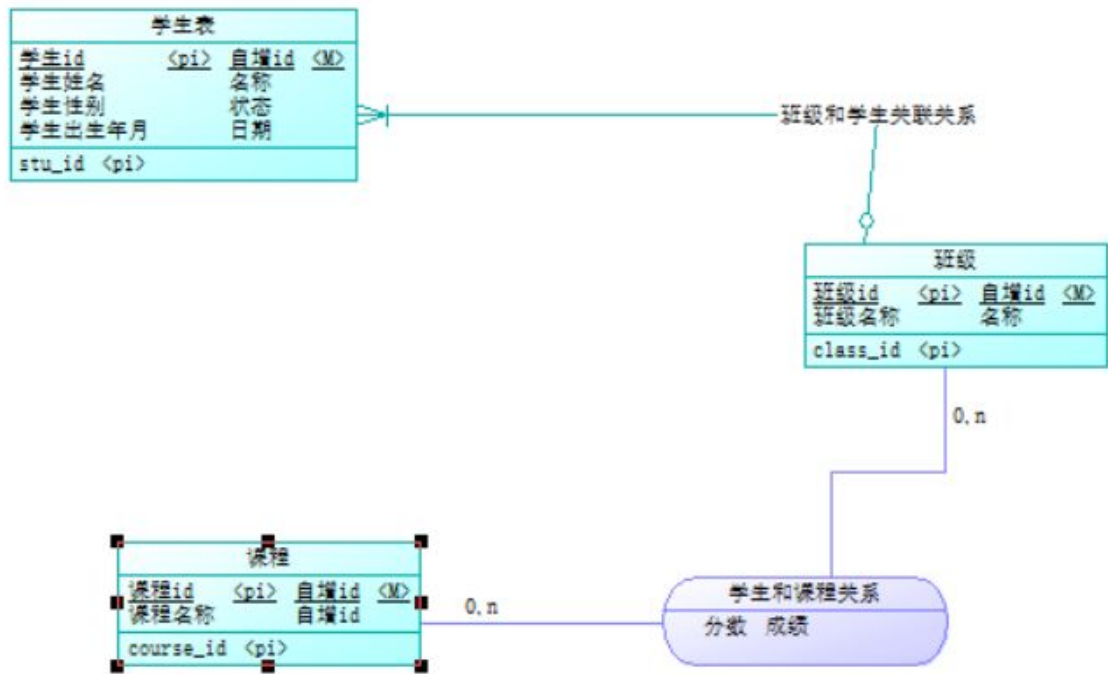 学生表
学生id <pi> 自增id <M>
学生姓名 名称
学生性别 状态
学生出生年月 日期
stu_id <pi>
班级和学生关联关系
班级
班级id <pi> 自增id <M>
班级名称 名称
class_id <pi>
0,n
课程
课程id <pi> 自增id <M>
课程名称 自增id
course_id <pi>
0,n
学生和课程关系
分数 成绩